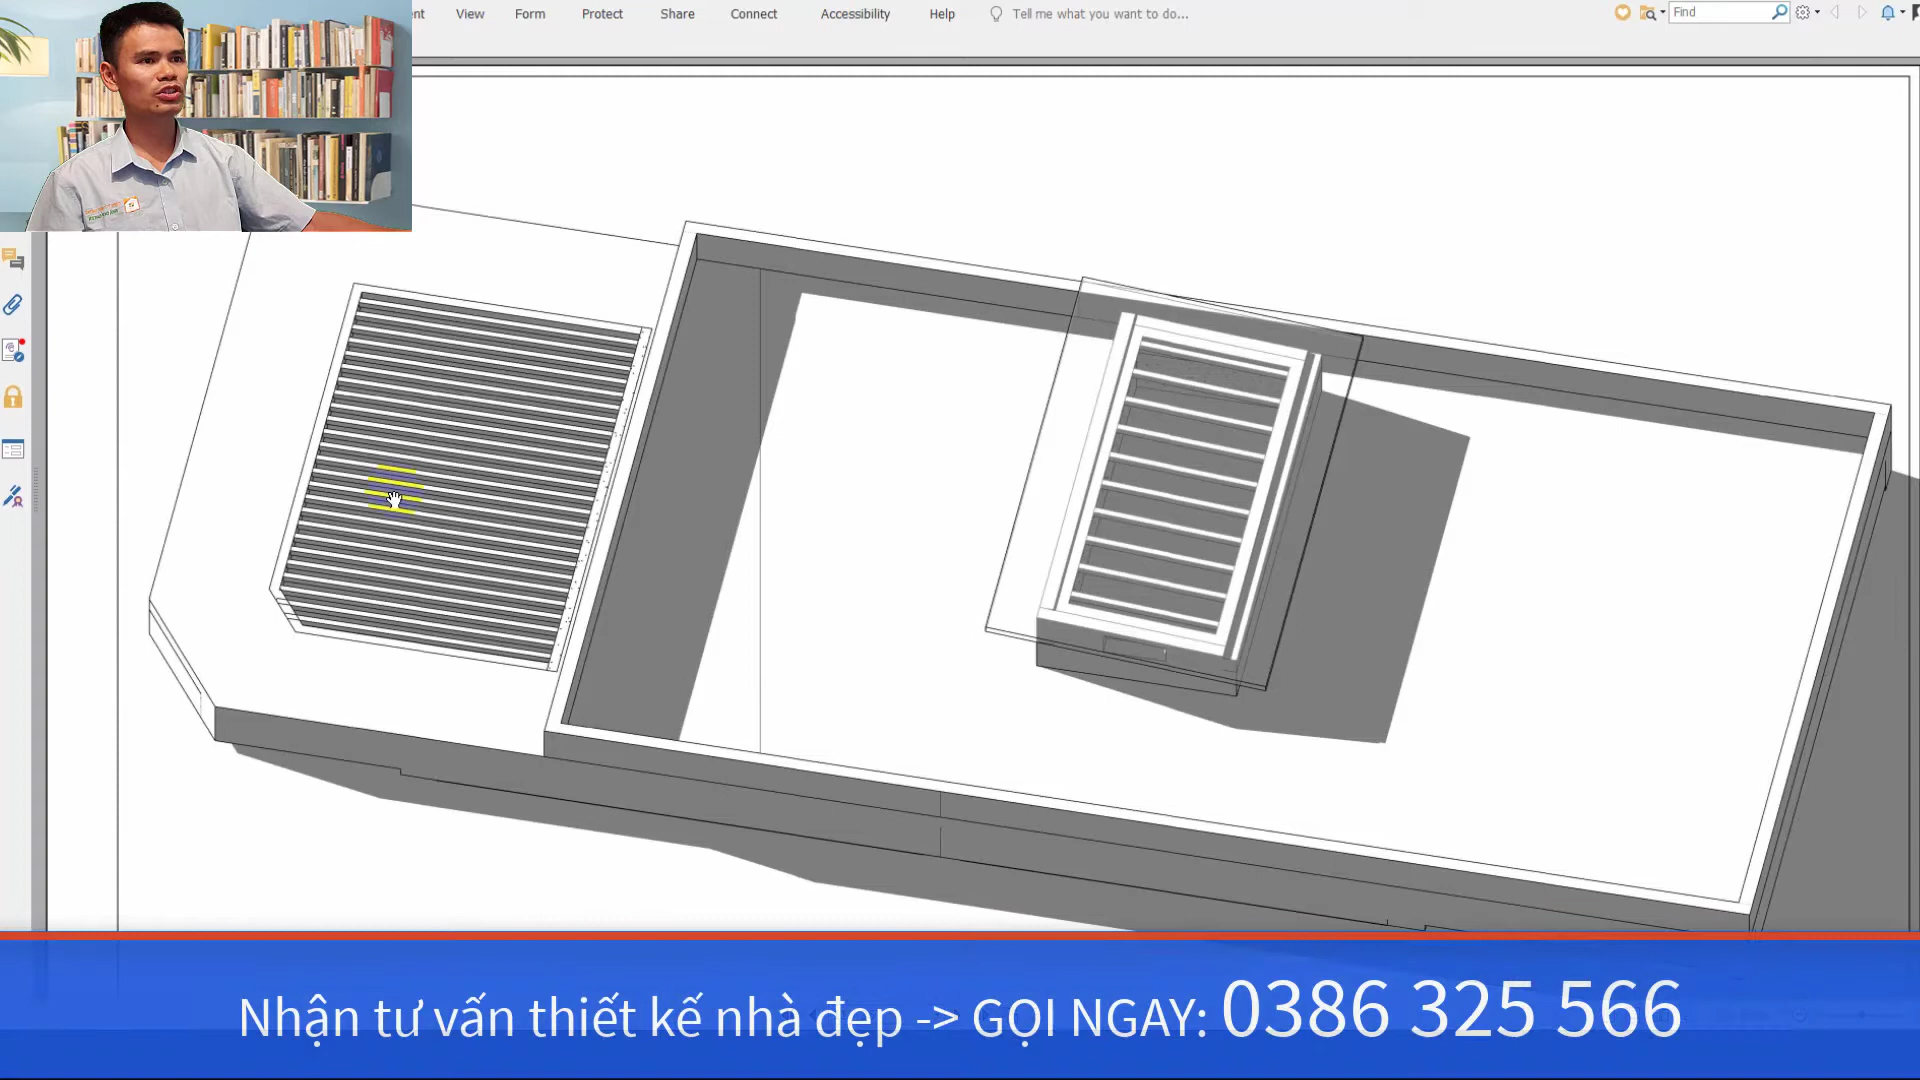 View Form Protect Share Connect Accessibility Help Tell me what you want to do... Find
Nhận tư vấn thiết kế nhà đẹp -> GỌI NGAY: 0386 325 566